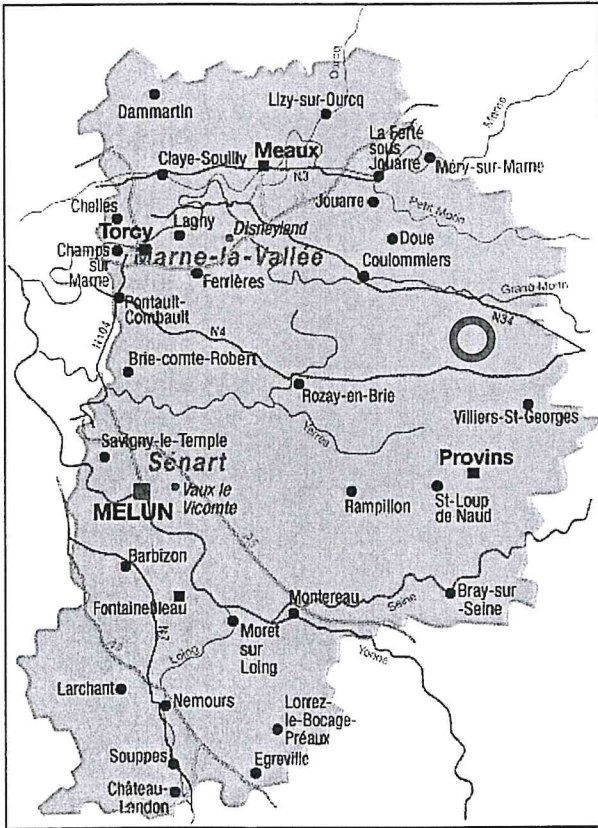 Ourcq
Dammartin
Lizy-sur-Ourcq
Marne
La Ferté
sous
Jouarre
Meaux
Claye-Souilly
N3
Méry-sur-Marne
Jouarre
Petit Morin
Chelles
Lagny
Disneyland
Doue
Torcy
Champs
sur
Marne
Marne-la-Vallée
Coulommiers
Ferrières
Grand Morin
Pontault-
Combault
N34
N104
N4
Brie-comte-Robert
Rozay-en-Brie
Villiers-St-Georges
Yerres
Savigny-le-Temple
Sénart
Provins
Vaux le
Vicomte
MELUN
Rampillon
St-Loup
de Naud
Barbizon
Montereau
Seine
Bray-sur
-Seine
Fontainebleau
N7
Moret
sur
Loing
Loing
Yonne
Larchant
Nemours
Lorrez-
le-Bocage-
Préaux
Souppes
Egreville
Château-
Landon